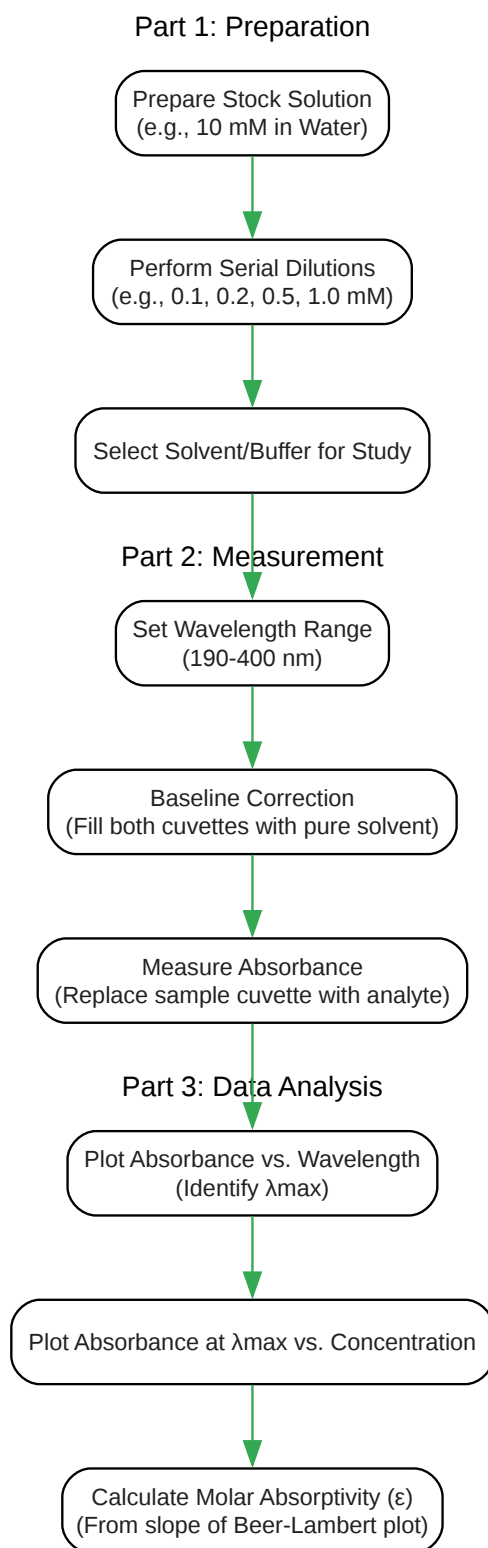 Part 1: Preparation
Prepare Stock Solution
(e.g., 10 mM in Water)
Perform Serial Dilutions
(e.g., 0.1, 0.2, 0.5, 1.0 mM)
Select Solvent/Buffer for Study
Part 2: Measurement
Set Wavelength Range
(190-400 nm)
Baseline Correction
(Fill both cuvettes with pure solvent)
Measure Absorbance
(Replace sample cuvette with analyte)
Part 3: Data Analysis
Plot Absorbance vs. Wavelength
(Identify λmax)
Plot Absorbance at λmax vs. Concentration
Calculate Molar Absorptivity (ε)
(From slope of Beer-Lambert plot)